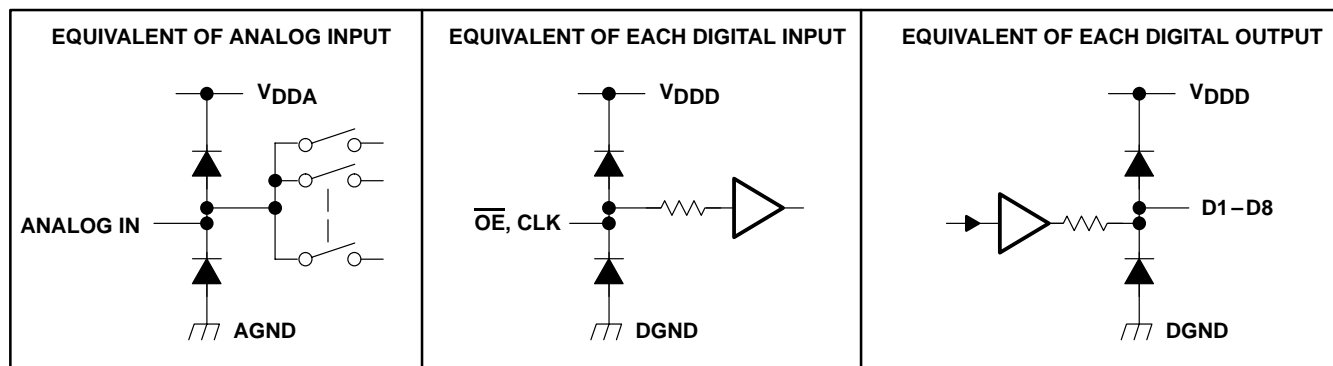 EQUIVALENT OF ANALOG INPUT
VDDA
ANALOG IN
AGND
EQUIVALENT OF EACH DIGITAL INPUT
VDDD
OE, CLK
DGND
EQUIVALENT OF EACH DIGITAL OUTPUT
VDDD
D1–D8
DGND